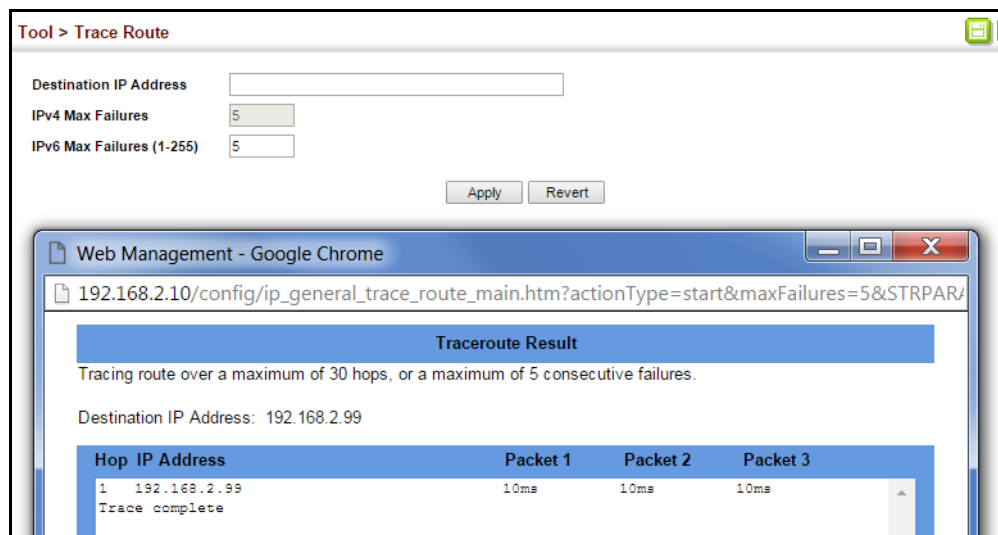 Tool > Trace Route
Destination IP Address
IPv4 Max Failures 5
IPv6 Max Failures (1-255) 5
Apply Revert
Web Management - Google Chrome
192.168.2.10/config/ip_general_trace_route_main.htm?actionType=start&maxFailures=5&STRPARA
Traceroute Result
Tracing route over a maximum of 30 hops, or a maximum of 5 consecutive failures.
Destination IP Address: 192.168.2.99
Hop IP Address Packet 1 Packet 2 Packet 3
1 192.168.2.99 10ms 10ms 10ms
Trace complete